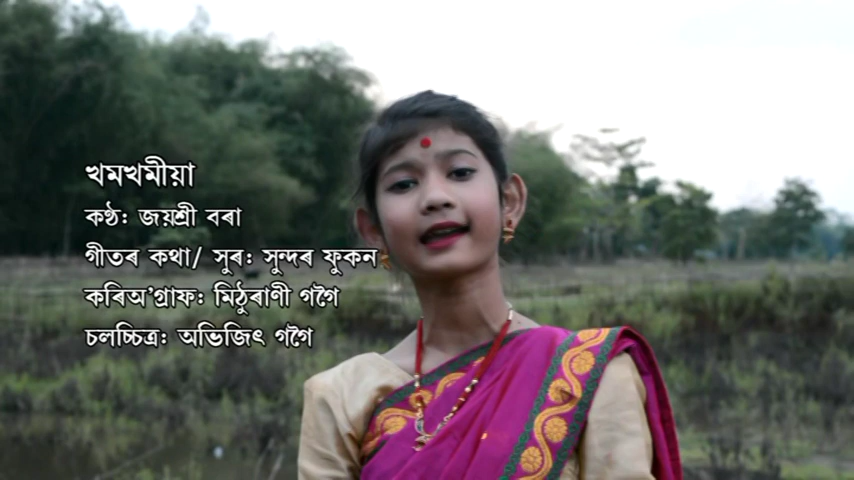 খমখমীয়া
কণ্ঠ: জয়শ্ৰী বৰা
গীতৰ কথা/ সুৰ: সুন্দৰ ফুকন
কৰিঅ'গ্ৰাফ: মিঠুৰাণী গগৈ
চলচ্চিত্ৰ: অভিজিৎ গগৈ